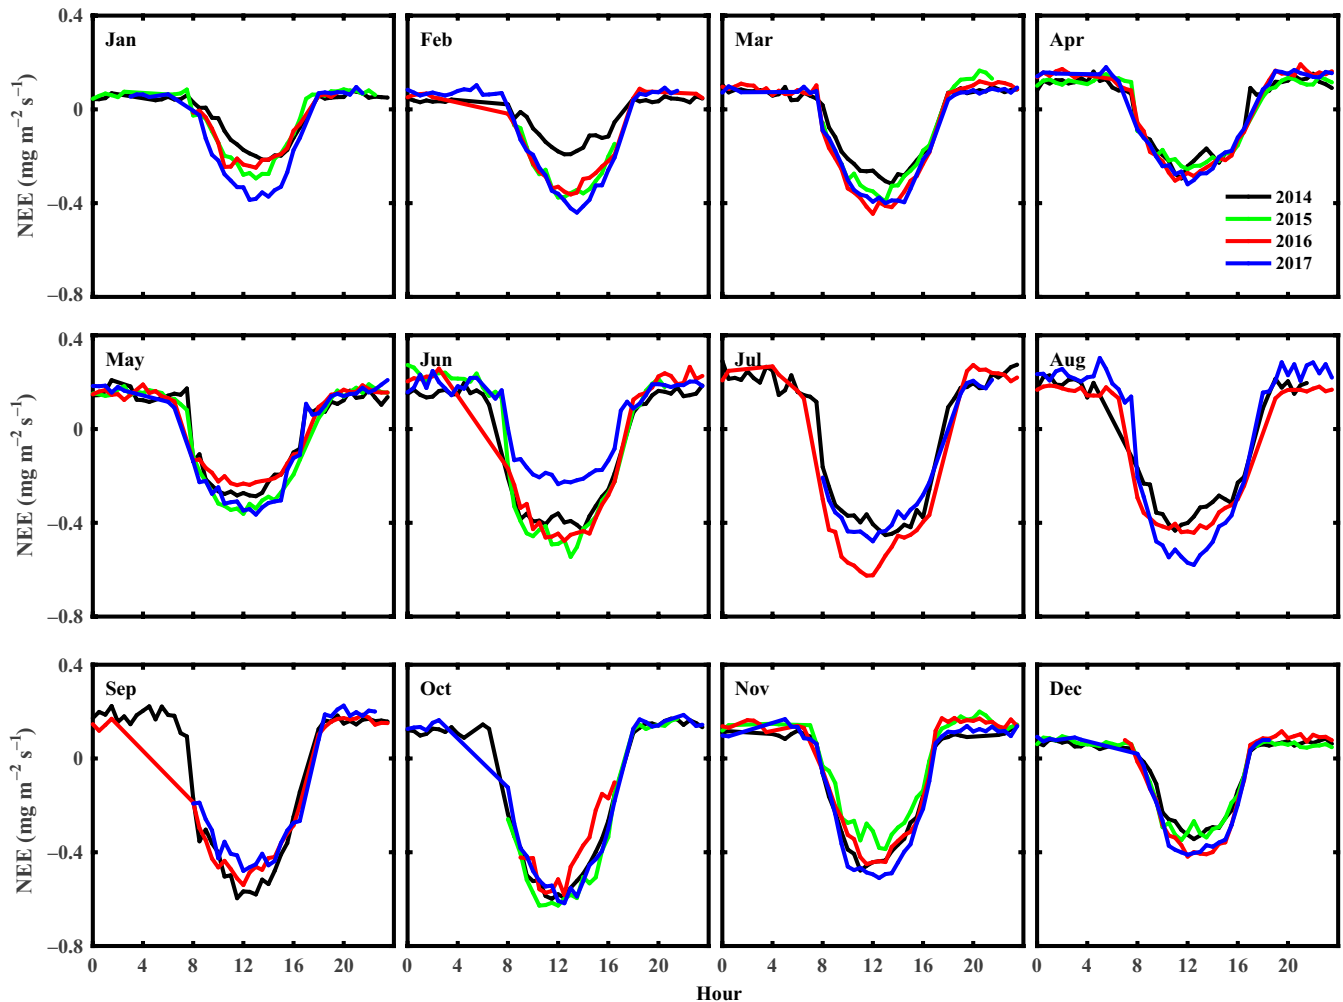 0.4
0
−0.4
−0.8
NEE (mg m⁻² s⁻¹)
Jan
Feb
Mar
Apr
2014
2015
2016
2017
0.4
0
−0.4
−0.8
NEE (mg m⁻² s⁻¹)
May
Jun
Jul
Aug
0.4
0
−0.4
−0.8
NEE (mg m⁻² s⁻¹)
Sep
Oct
Nov
Dec
0 4 8 12 16 20 0 4 8 12 16 20 0 4 8 12 16 20 0 4 8 12 16 20
Hour